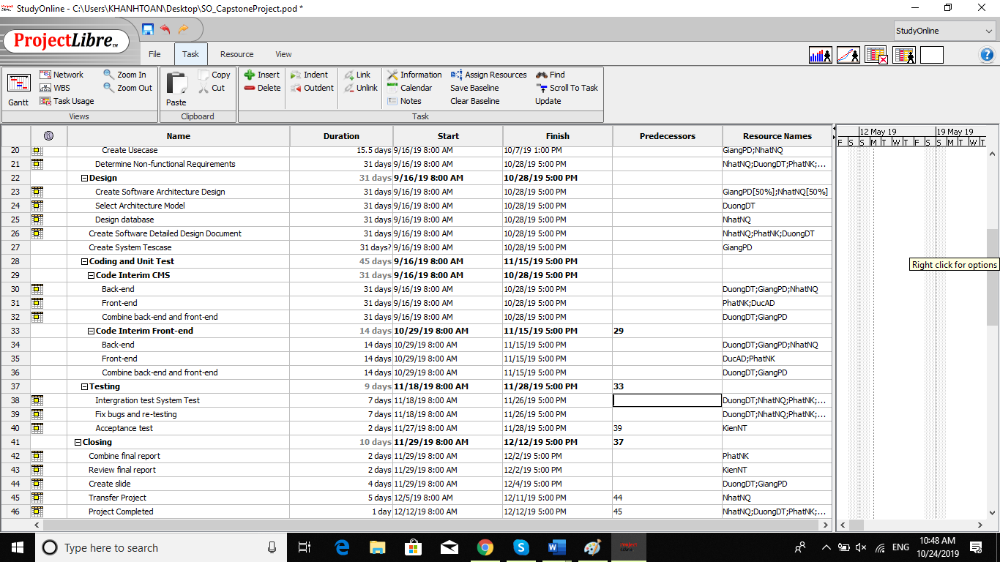 StudyOnline - C:\Users\KHANHTOAN\Desktop\SO_CapstoneProject.pod *
ProjectLibre™
StudyOnline
File Task Resource View
Gantt
Network
WBS
Task Usage
Zoom In
Zoom Out
Views
Paste
Copy
Cut
Clipboard
Insert
Delete
Indent
Outdent
Link
Unlink
Information
Calendar
Notes
Assign Resources
Save Baseline
Clear Baseline
Find
Scroll To Task
Update
Task
Name Duration Start Finish Predecessors Resource Names
20 Create Usecase 15.5 days 9/16/19 8:00 AM 10/7/19 1:00 PM GiangPD;NhatNQ
21 Determine Non-functional Requirements 31 days 9/16/19 8:00 AM 10/28/19 5:00 PM NhatNQ;DuongDT;PhatNK;...
22 Design 31 days 9/16/19 8:00 AM 10/28/19 5:00 PM
23 Create Software Architecture Design 31 days 9/16/19 8:00 AM 10/28/19 5:00 PM GiangPD[50%];NhatNQ[50%]
24 Select Architecture Model 31 days 9/16/19 8:00 AM 10/28/19 5:00 PM DuongDT
25 Design database 31 days 9/16/19 8:00 AM 10/28/19 5:00 PM NhatNQ
26 Create Software Detailed Design Document 31 days 9/16/19 8:00 AM 10/28/19 5:00 PM NhatNQ;PhatNK;DuongDT
27 Create System Tescase 31 days? 9/16/19 8:00 AM 10/28/19 5:00 PM GiangPD
28 Coding and Unit Test 45 days 9/16/19 8:00 AM 11/15/19 5:00 PM
29 Code Interim CMS 31 days 9/16/19 8:00 AM 10/28/19 5:00 PM
30 Back-end 31 days 9/16/19 8:00 AM 10/28/19 5:00 PM DuongDT;GiangPD;NhatNQ
31 Front-end 31 days 9/16/19 8:00 AM 10/28/19 5:00 PM PhatNK;DucAD
32 Combine back-end and front-end 31 days 9/16/19 8:00 AM 10/28/19 5:00 PM DuongDT;GiangPD
33 Code Interim Front-end 14 days 10/29/19 8:00 AM 11/15/19 5:00 PM 29
34 Back-end 14 days 10/29/19 8:00 AM 11/15/19 5:00 PM DuongDT;GiangPD;NhatNQ
35 Front-end 14 days 10/29/19 8:00 AM 11/15/19 5:00 PM DucAD;PhatNK
36 Combine back-end and front-end 14 days 10/29/19 8:00 AM 11/15/19 5:00 PM DuongDT;GiangPD
37 Testing 9 days 11/18/19 8:00 AM 11/28/19 5:00 PM 33
38 Intergration test System Test 7 days 11/18/19 8:00 AM 11/26/19 5:00 PM DuongDT;NhatNQ;PhatNK;...
39 Fix bugs and re-testing 7 days 11/18/19 8:00 AM 11/26/19 5:00 PM DuongDT;NhatNQ;PhatNK;...
40 Acceptance test 2 days 11/27/19 8:00 AM 11/28/19 5:00 PM 39 KienNT
41 Closing 10 days 11/29/19 8:00 AM 12/12/19 5:00 PM 37
42 Combine final report 2 days 11/29/19 8:00 AM 12/2/19 5:00 PM PhatNK
43 Review final report 2 days 11/29/19 8:00 AM 12/2/19 5:00 PM KienNT
44 Create slide 4 days 11/29/19 8:00 AM 12/4/19 5:00 PM DuongDT;GiangPD
45 Transfer Project 5 days 12/5/19 8:00 AM 12/11/19 5:00 PM 44 NhatNQ
46 Project Completed 1 day 12/12/19 8:00 AM 12/12/19 5:00 PM 45 NhatNQ;DuongDT;PhatNK;...
12 May 19 19 May 19
F S S M T W T F S S M T W T
Right click for options
Type here to search
ENG
10:48 AM
10/24/2019